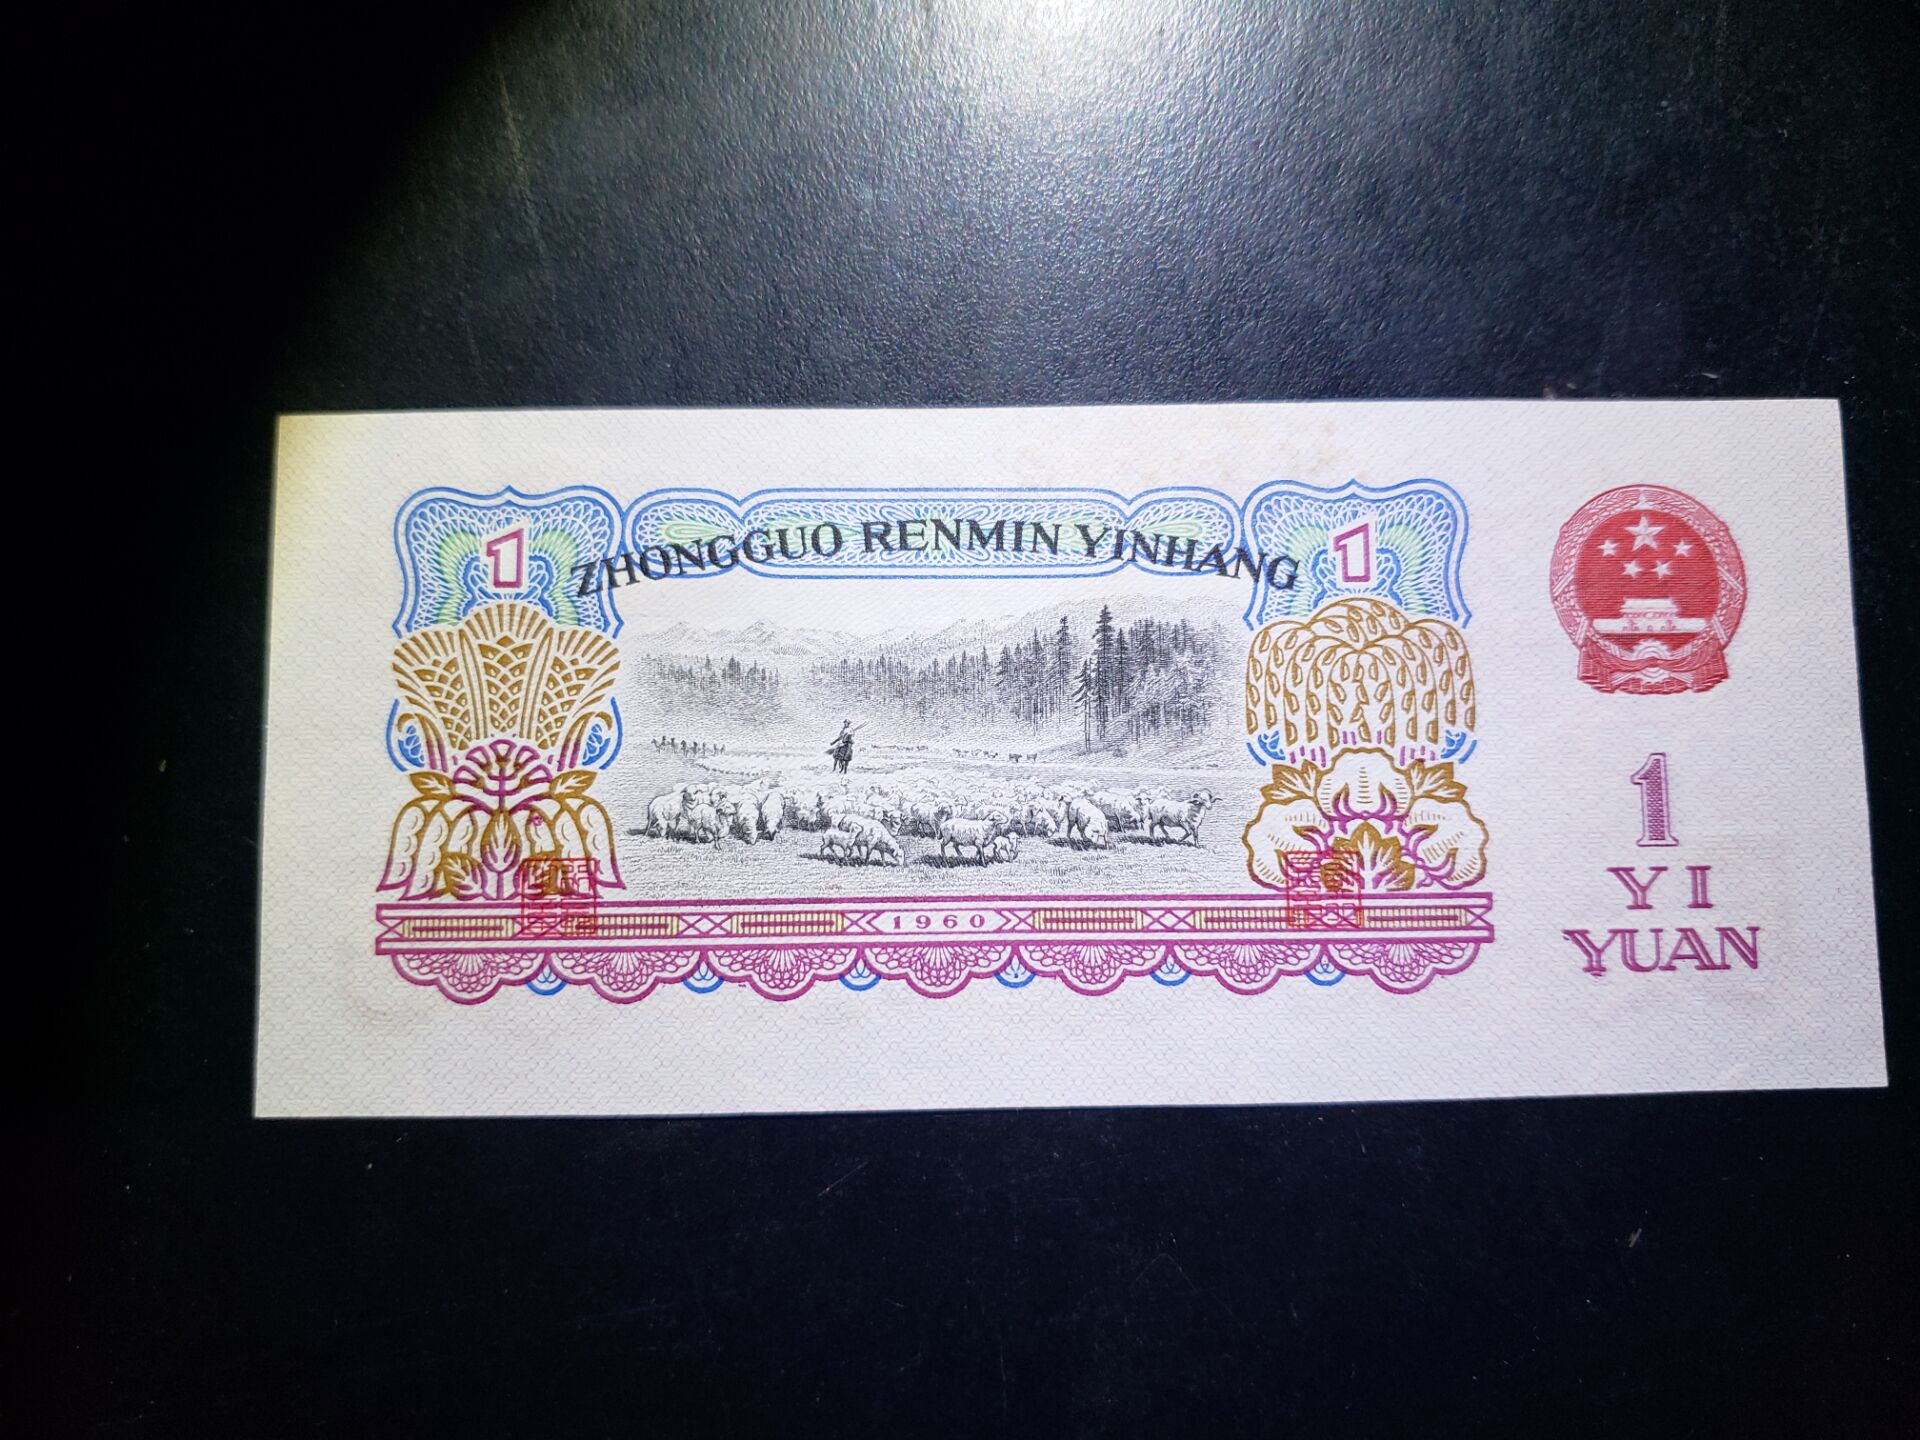 1
ZHONGGUO RENMIN YINHANG
1
1960
1
YI
YUAN